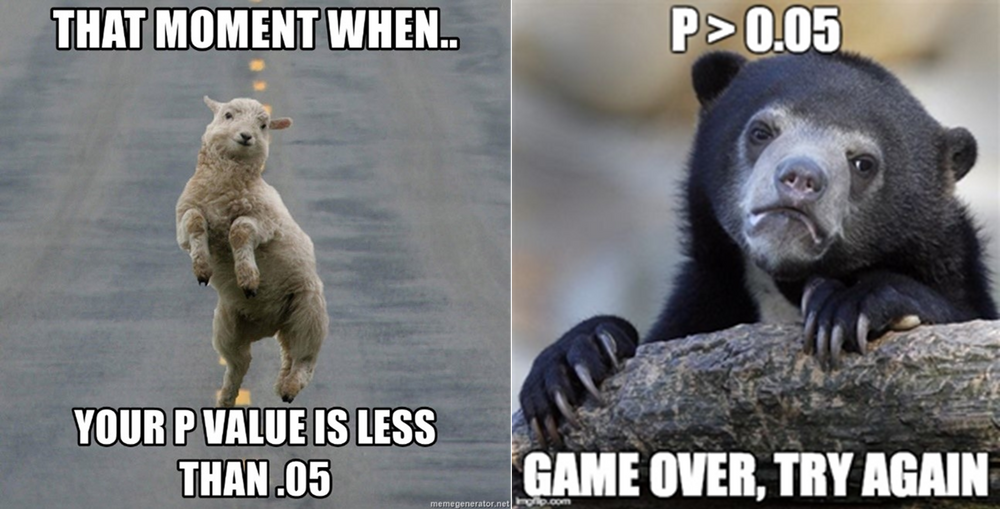 THAT MOMENT WHEN..
YOUR P VALUE IS LESS
THAN .05
memegenerator.net
P > 0.05
GAME OVER, TRY AGAIN
imgflip.com